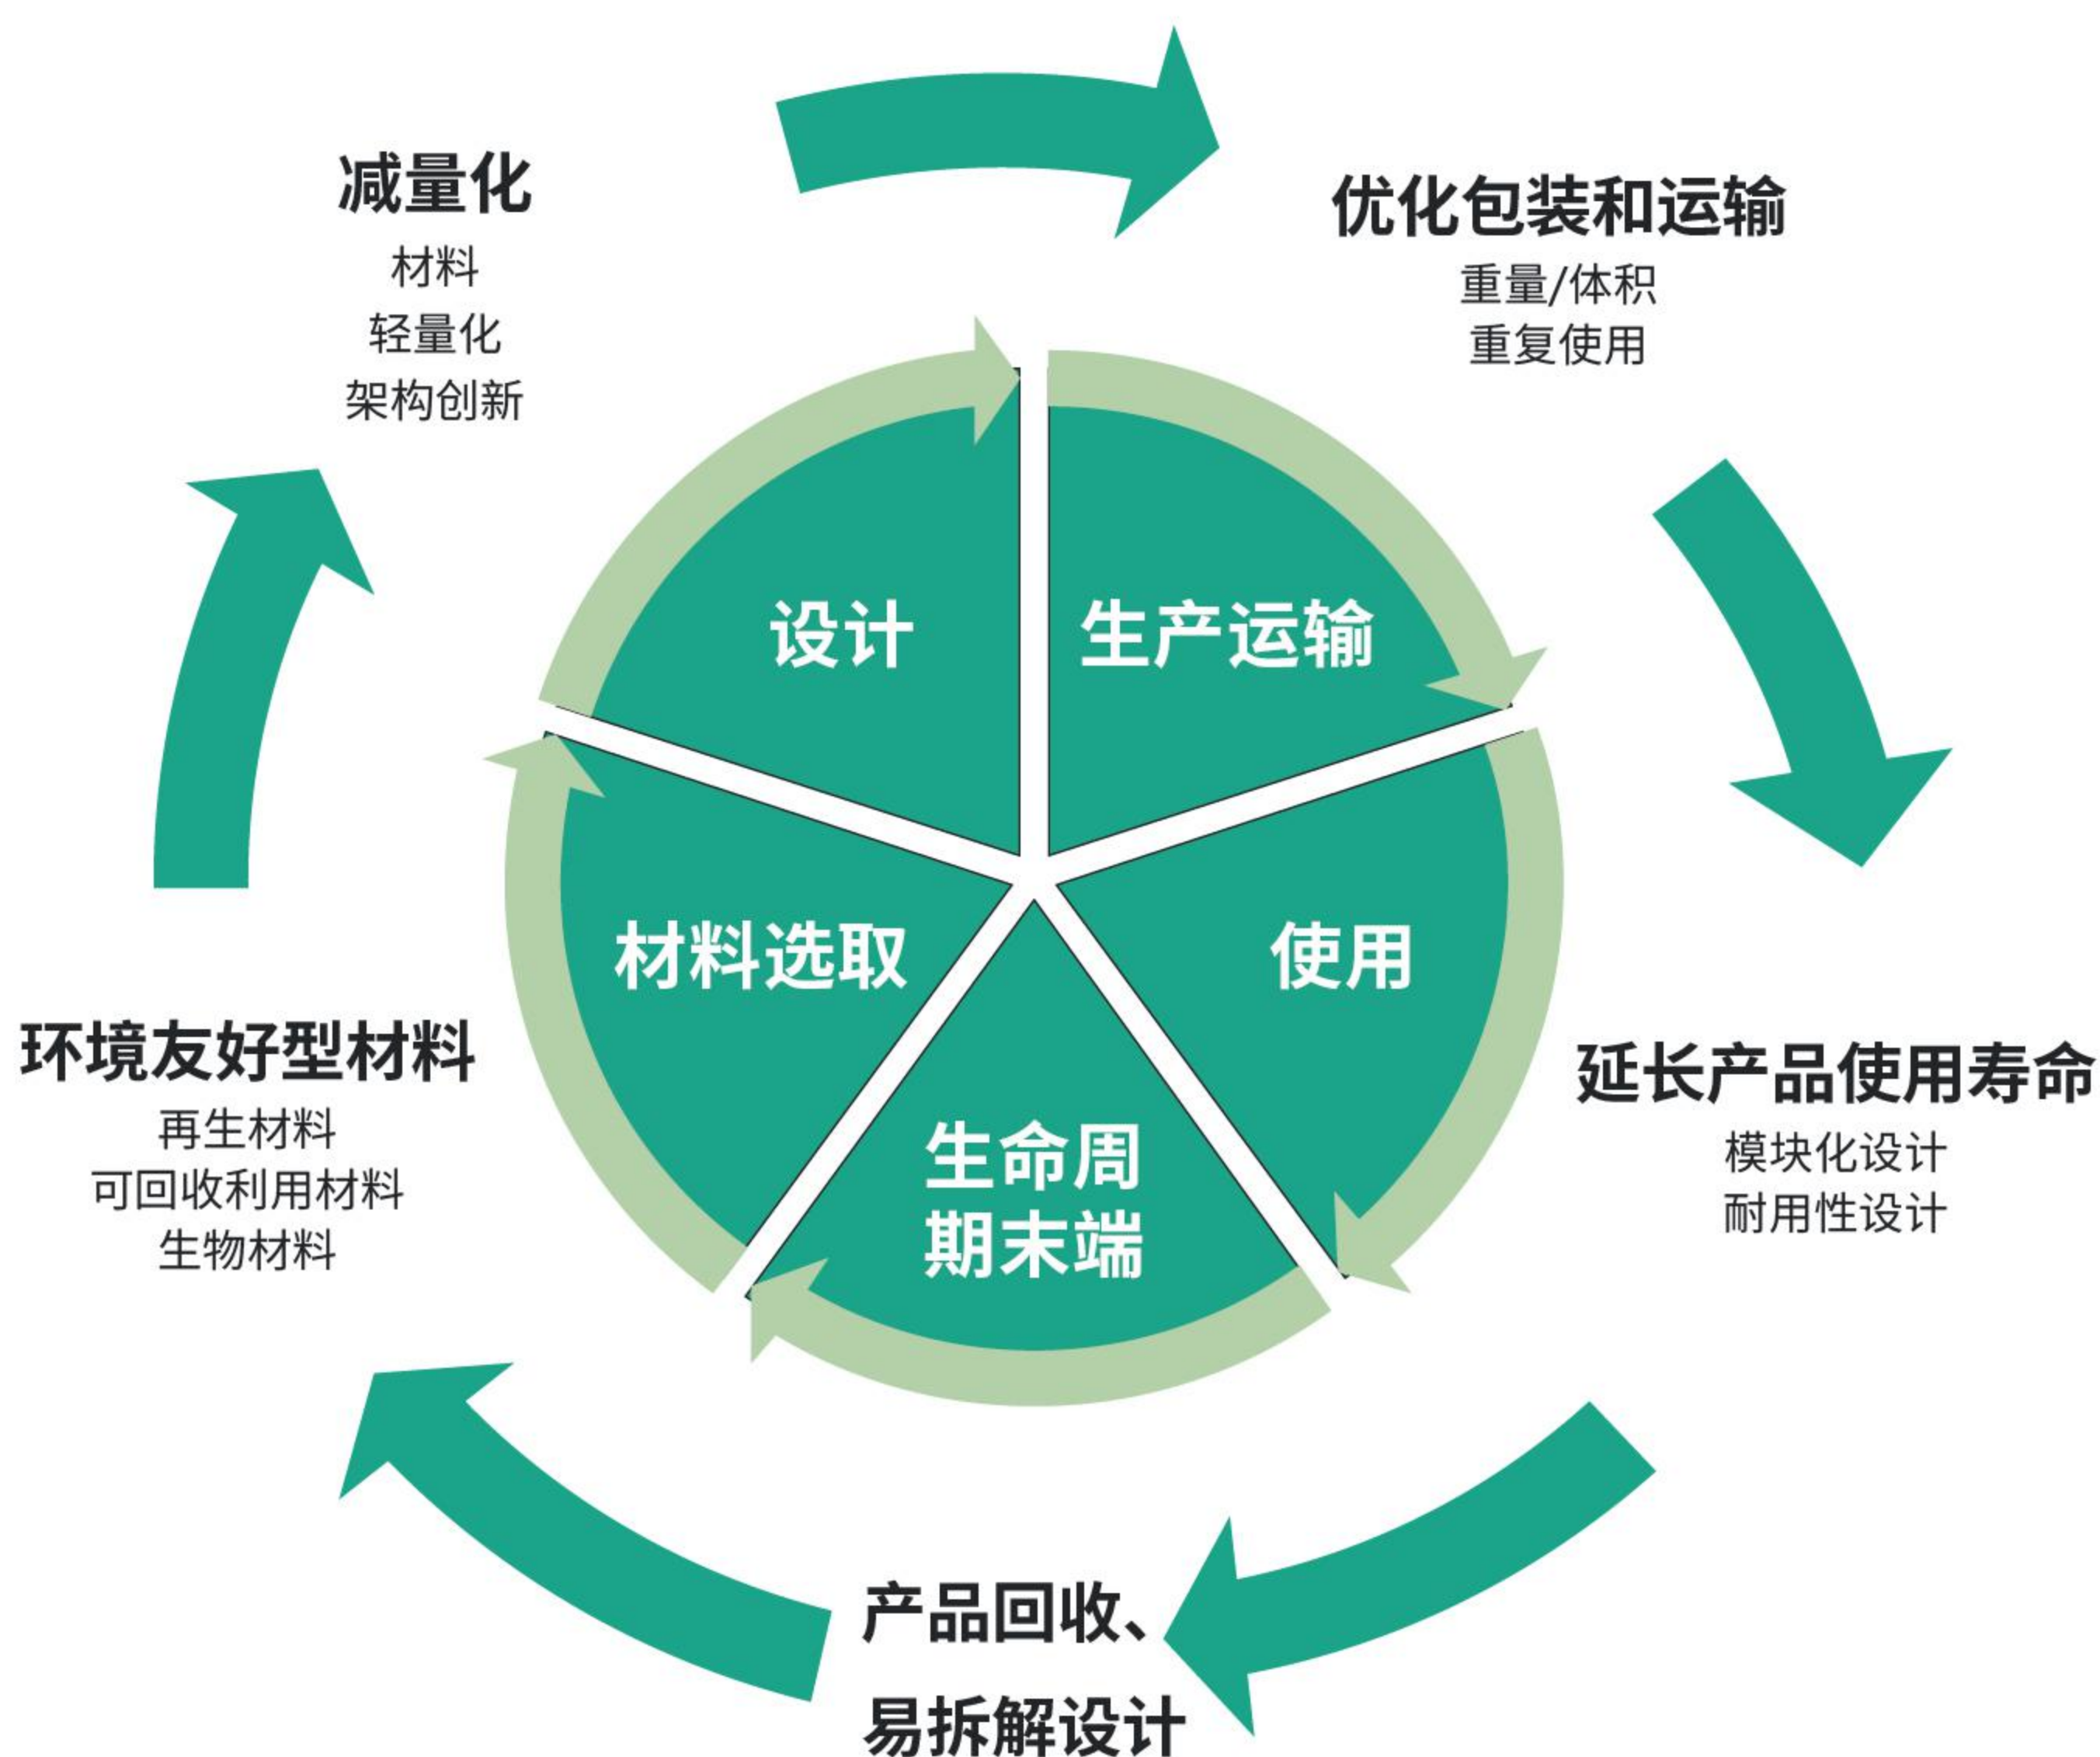 减量化
材料
轻量化
架构创新
优化包装和运输
重量/体积
重复使用
设计
生产运输
材料选取
使用
生命周
期末端
环境友好型材料
再生材料
可回收利用材料
生物材料
延长产品使用寿命
模块化设计
耐用性设计
产品回收、
易拆解设计